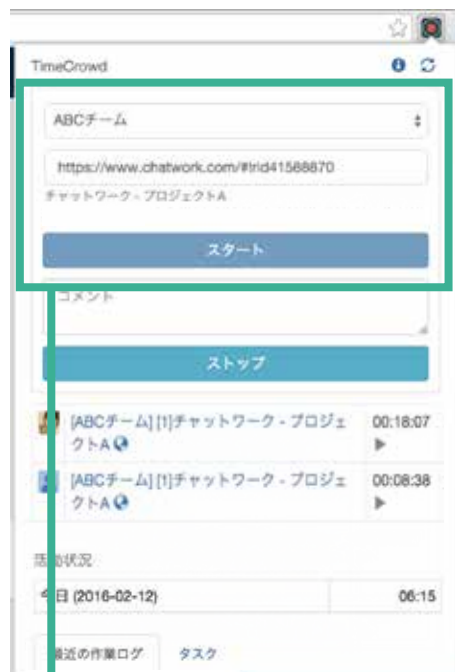 TimeCrowd
ABCチーム
https://www.chatwork.com/#!rid41588870
チャットワーク - プロジェクトA
スタート
コメント
ストップ
[ABCチーム] [1]チャットワーク - プロジェ 00:18:07
クトA
[ABCチーム] [1]チャットワーク - プロジェ 00:08:38
クトA
活動状況
今日 (2016-02-12) 06:15
最近の作業ログ タスク